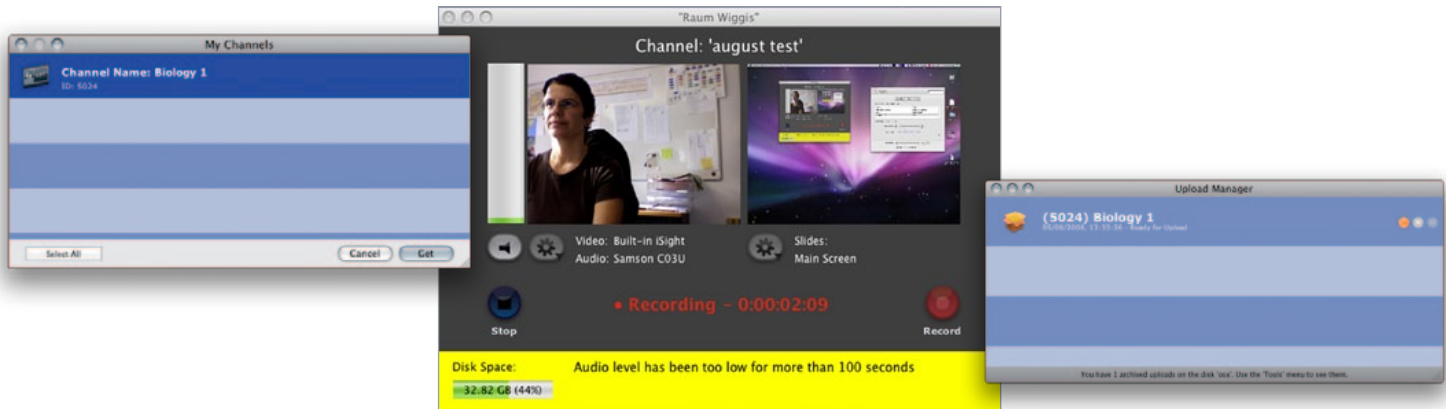 My Channels
Channel Name: Biology 1
ID: 5024
Select All
Cancel
Get
"Raum Wiggis"
Channel: 'august test'
Video: Built-in iSight
Audio: Samson C03U
Slides:
Main Screen
Stop
• Recording - 0:00:02:09
Record
Disk Space:
32.82 GB (44%)
Audio level has been too low for more than 100 seconds
Upload Manager
(5024) Biology 1
Ready for Upload
You have 1 archived uploads on the disk 'osx'. Use the 'Tools' menu to see them.